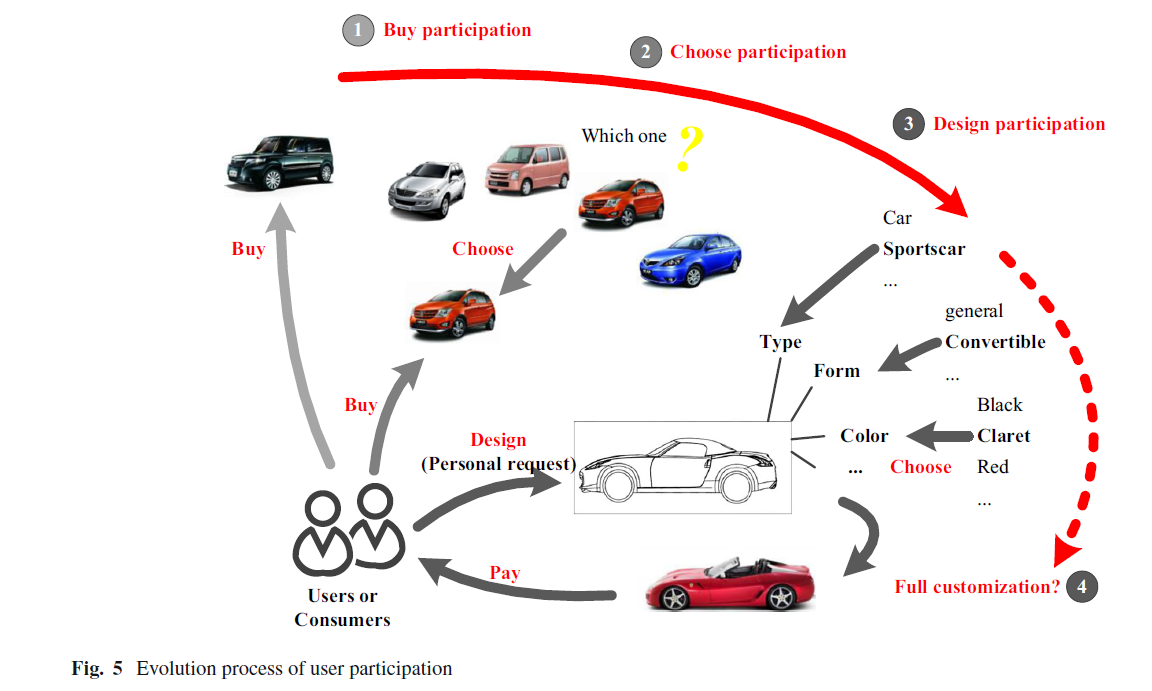 1 Buy participation
2 Choose participation
3 Design participation
Which one ?
Car
Buy
Choose
Sportscar
...
general
Type
Convertible
Form
...
Buy
Black
Design
Color
Claret
(Personal request)
...
Choose
Red
...
Pay
Full customization? 4
Users or
Consumers
Fig. 5 Evolution process of user participation